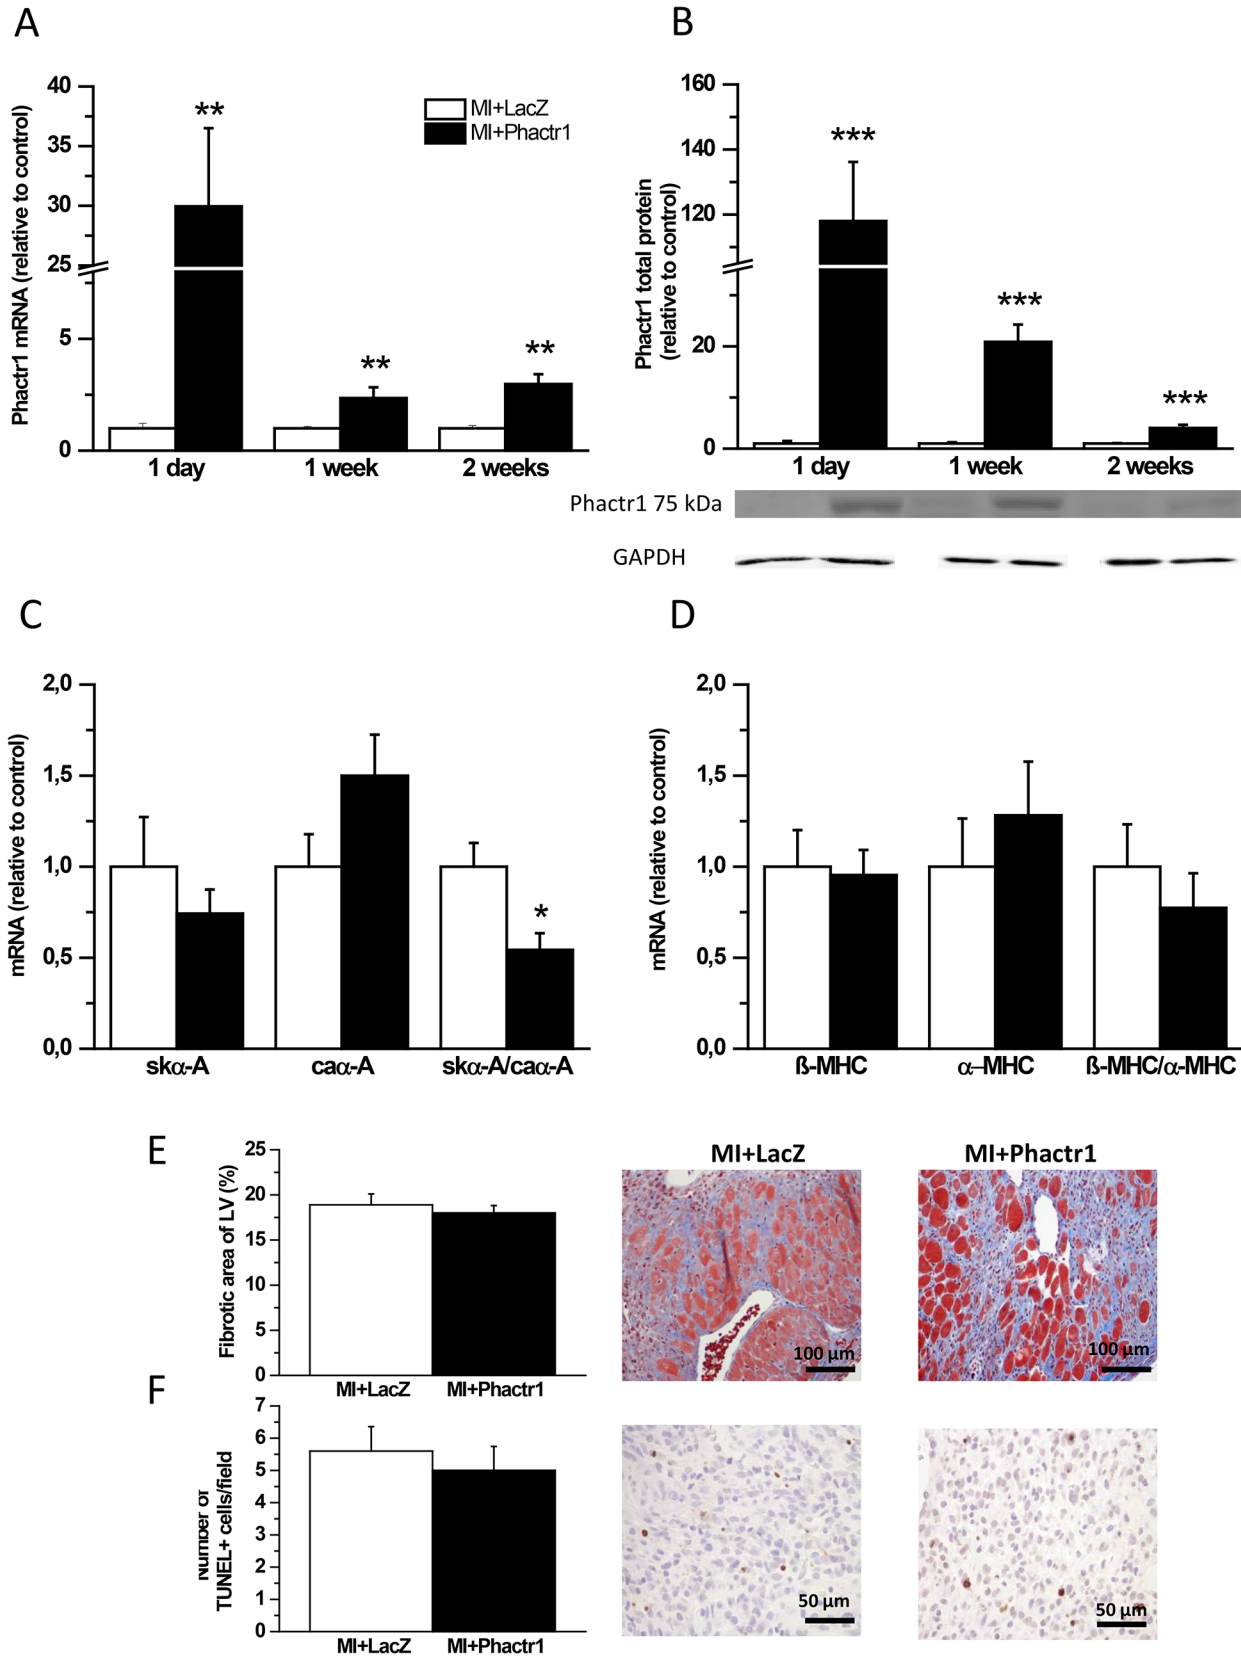 A
B
40
35
30
25
5
0
Phactr1 mRNA (relative to control)
MI+LacZ
MI+Phactr1
**
**
**
1 day
1 week
2 weeks
160
140
120
20
0
Phactr1 total protein
(relative to control)
***
***
***
1 day
1 week
2 weeks
Phactr1 75 kDa
GAPDH
C
D
2,0
1,5
1,0
0,5
0,0
mRNA (relative to control)
*
skα-A
caα-A
skα-A/caα-A
2,0
1,5
1,0
0,5
0,0
mRNA (relative to control)
ß-MHC
α–MHC
ß-MHC/α-MHC
E
25
20
15
10
5
0
Fibrotic area of LV (%)
MI+LacZ
MI+Phactr1
MI+LacZ
MI+Phactr1
100 µm
100 µm
F
7
6
5
4
3
2
1
0
Number of
TUNEL+ cells/field
MI+LacZ
MI+Phactr1
50 µm
50 µm